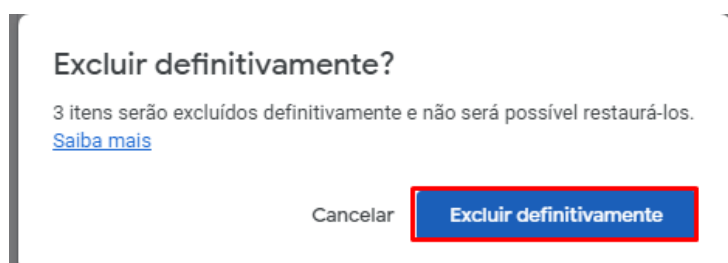 Excluir definitivamente?
3 itens serão excluídos definitivamente e não será possível restaurá-los.
Saiba mais
Cancelar Excluir definitivamente